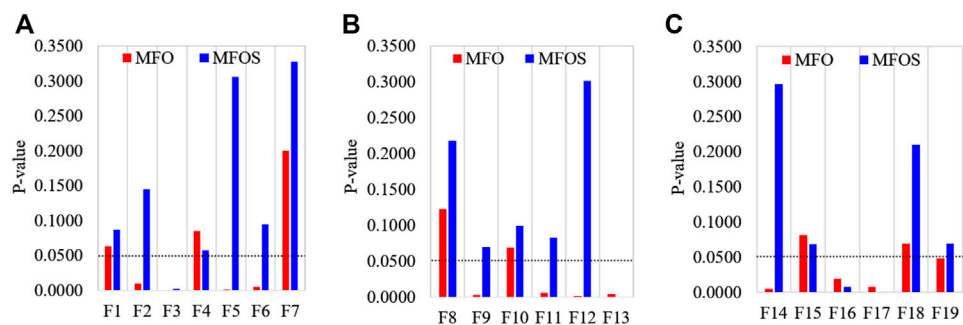 A
MFO MFOS
P-value
0.3500
0.3000
0.2500
0.2000
0.1500
0.1000
0.0500
0.0000
F1 F2 F3 F4 F5 F6 F7
B
MFO MFOS
P-value
0.3500
0.3000
0.2500
0.2000
0.1500
0.1000
0.0500
0.0000
F8 F9 F10 F11 F12 F13
C
MFO MFOS
P-value
0.3500
0.3000
0.2500
0.2000
0.1500
0.1000
0.0500
0.0000
F14 F15 F16 F17 F18 F19